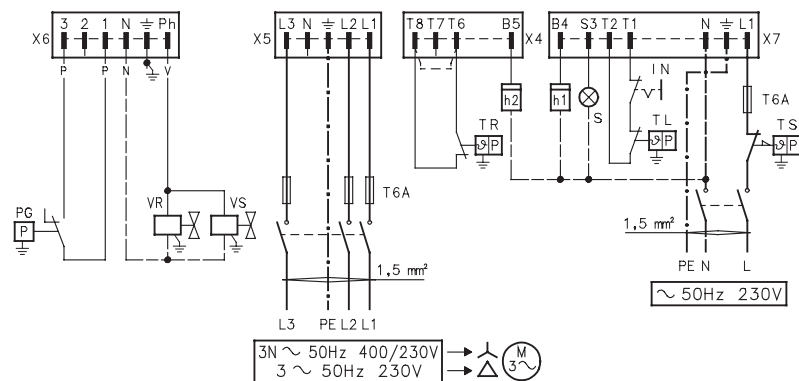 3 2 1 N Ph
X6
P P N V
L3 N L2 L1
X5
T8 T7 T6 B5
X4
B4 S3 T2 T1 N L1
X7
IN
h2
h1
S
T6A
TR
P
TL
P
TS
P
PG
P
VR
VS
T6A
1,5 mm²
1,5 mm²
PE N L
L3 PE L2 L1
~ 50Hz 230V
3N ~ 50Hz 400/230V
3 ~ 50Hz 230V
M
3~